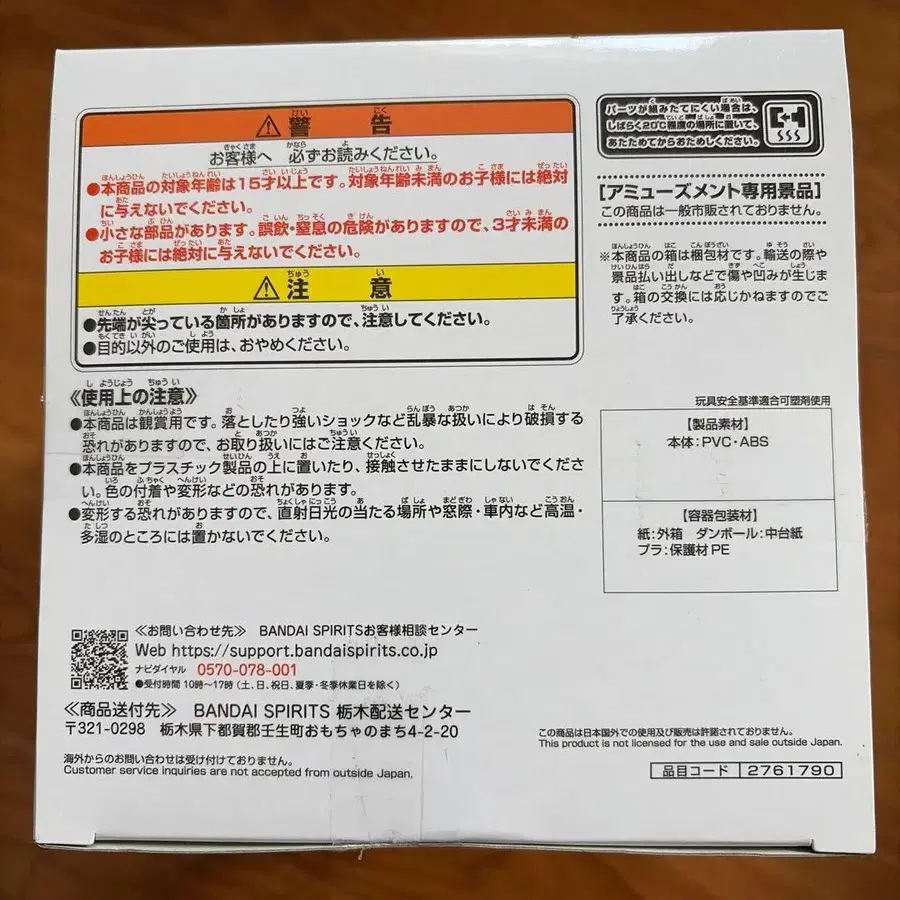 警告
お客様へ 必ずお読みください。
●本商品の対象年齢は15才以上です。対象年齢未満のお子様には絶対
に与えないでください。
●小さな部品があります。誤飲・窒息の危険がありますので、3才未満の
お子様には絶対に与えないでください。
注意
●先端が尖っている箇所がありますので、注意してください。
●目的以外のご使用は、おやめください。
《使用上の注意》
●本商品は観賞用です。落としたり強いショックなど乱暴な扱いにより破損する
恐れがありますので、お取り扱いにはご注意ください。
●本商品をプラスチック製品の上に置いたり、接触させたままにしないでくださ
い。色の付着や変形などの恐れがあります。
●変形する恐れがありますので、直射日光の当たる場所や窓際・車内など高温・
多湿のところには置かないでください。
パーツが組みたてにくい場合は、
しばらく20℃程度の場所に置いて、
あたためてからおためしください。
[アミューズメント専用景品]
この商品は一般市販されておりません。
※本商品の箱は梱包材です。輸送の際や
景品払い出しなどで傷や凹みが生じま
す。箱の交換には応じかねますのでご
了承ください。
玩具安全基準適合可塑剤使用
【製品素材】
本体:PVC・ABS
【容器包装材】
紙:外箱 ダンボール:中台紙
プラ:保護材PE
≪お問い合わせ先≫ BANDAI SPIRITSお客様相談センター
Web https://support.bandaispirits.co.jp
ナビダイヤル 0570-078-001
●受付時間 10時～17時(土、日、祝日、夏季・冬季休業日を除く)
≪商品送付先≫ BANDAI SPIRITS 栃木配送センター
〒321-0298 栃木県下都賀郡壬生町おもちゃのまち4-2-20
海外からのお問い合わせは受け付けておりません。
Customer service inquiries are not accepted from outside Japan.
この商品は日本国外での使用及び販売は許諾されておりません。
This product is not licensed for the use and sale outside Japan.
品目コード 2761790